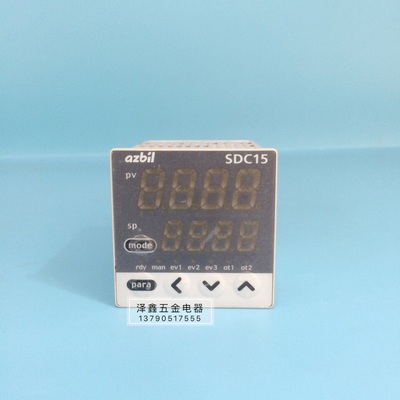 azbil SDC15
pv
8888
sp
mode 8888
rdy man ev1 ev2 ev3 ot1 ot2
para
泽鑫五金电器
13790517555